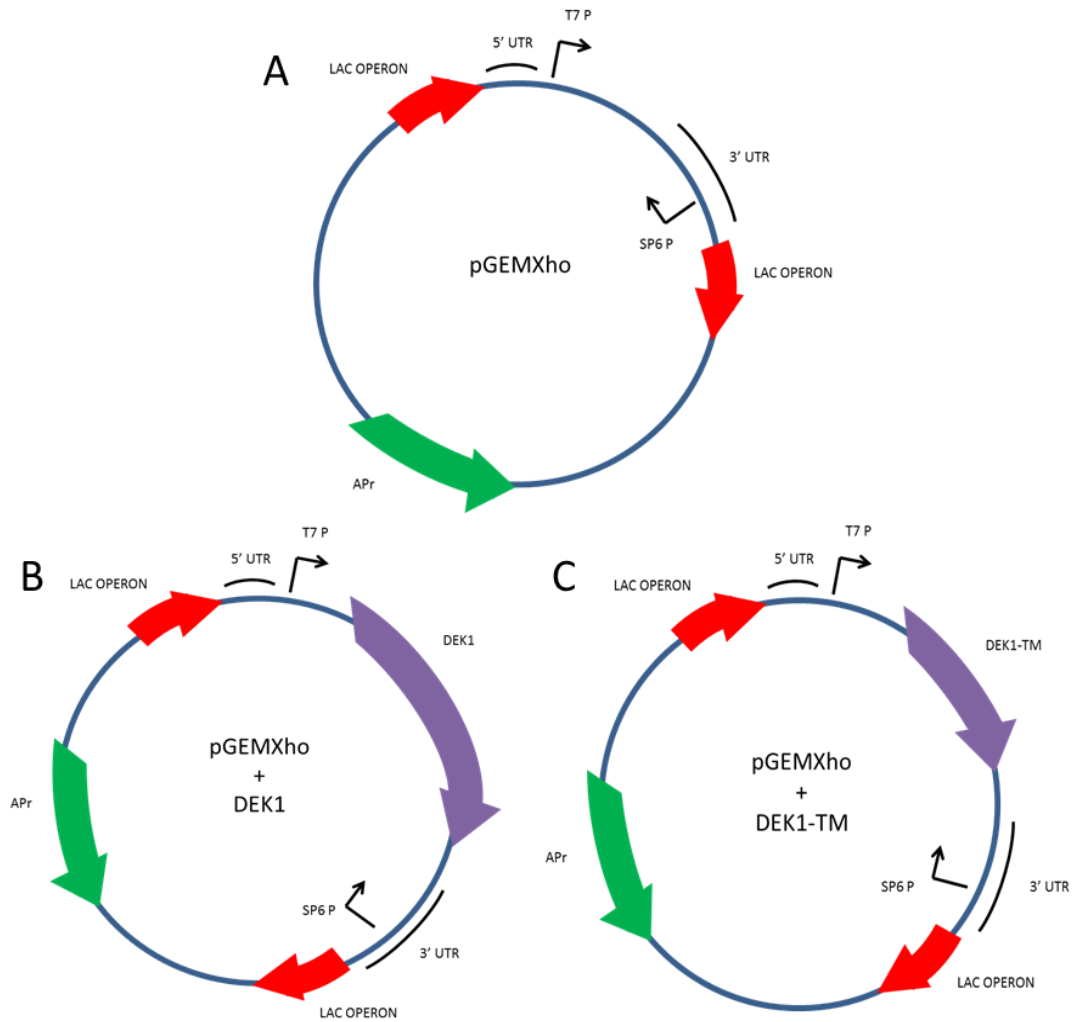 A
LAC OPERON
5' UTR
T7 P
3' UTR
SP6 P
LAC OPERON
pGEMXho
APr
B
LAC OPERON
5' UTR
T7 P
DEK1
pGEMXho
+
DEK1
APr
SP6 P
3' UTR
LAC OPERON
C
LAC OPERON
5' UTR
T7 P
DEK1-TM
pGEMXho
+
DEK1-TM
APr
SP6 P
3' UTR
LAC OPERON